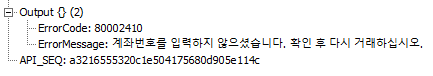 Output {} (2)
ErrorCode: 80002410
ErrorMessage: 계좌번호를 입력하지 않으셨습니다. 확인 후 다시 거래하십시오.
API_SEQ: a3216555320c1e504175680d905e114c